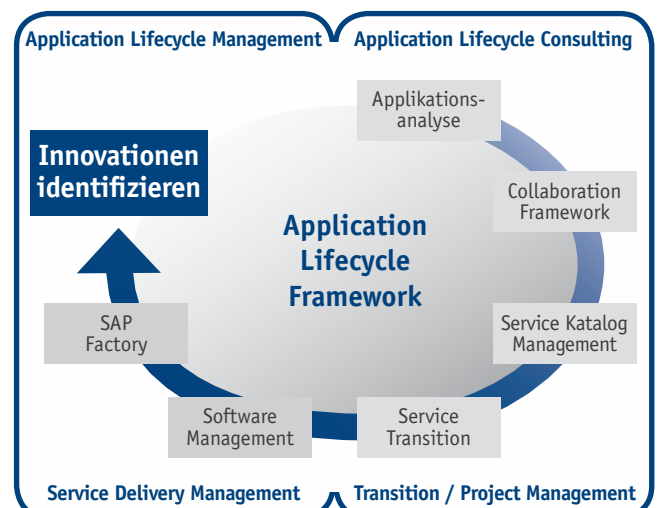 Application Lifecycle Management
Application Lifecycle Consulting
Applikations-
analyse
Innovationen
identifizieren
Collaboration
Framework
Application
Lifecycle
Framework
SAP
Factory
Service Katalog
Management
Software
Management
Service
Transition
Service Delivery Management
Transition / Project Management